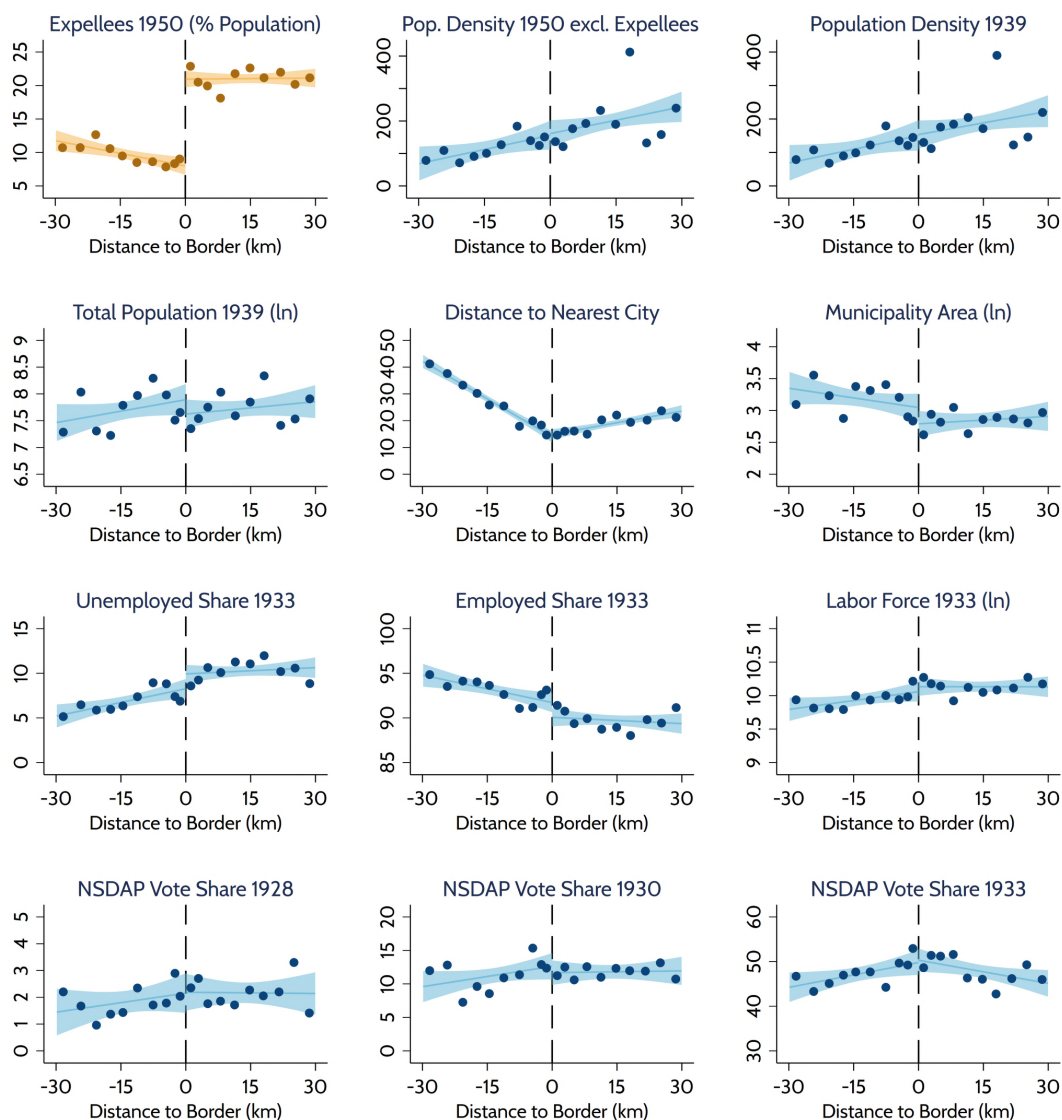 Expellees 1950 (% Population)
25
20
15
10
5
-30 -15 0 15 30
Distance to Border (km)
Pop. Density 1950 excl. Expellees
400
200
0
-30 -15 0 15 30
Distance to Border (km)
Population Density 1939
400
200
0
-30 -15 0 15 30
Distance to Border (km)
Total Population 1939 (ln)
9
8.5
8
7.5
7
6.5
-30 -15 0 15 30
Distance to Border (km)
Distance to Nearest City
50
40
30
20
10
0
-30 -15 0 15 30
Distance to Border (km)
Municipality Area (ln)
4
3.5
3
2.5
2
-30 -15 0 15 30
Distance to Border (km)
Unemployed Share 1933
15
10
5
0
-30 -15 0 15 30
Distance to Border (km)
Employed Share 1933
100
95
90
85
-30 -15 0 15 30
Distance to Border (km)
Labor Force 1933 (ln)
11
10.5
10
9.5
9
-30 -15 0 15 30
Distance to Border (km)
NSDAP Vote Share 1928
5
4
3
2
1
0
-30 -15 0 15 30
Distance to Border (km)
NSDAP Vote Share 1930
20
15
10
5
0
-30 -15 0 15 30
Distance to Border (km)
NSDAP Vote Share 1933
60
50
40
30
-30 -15 0 15 30
Distance to Border (km)